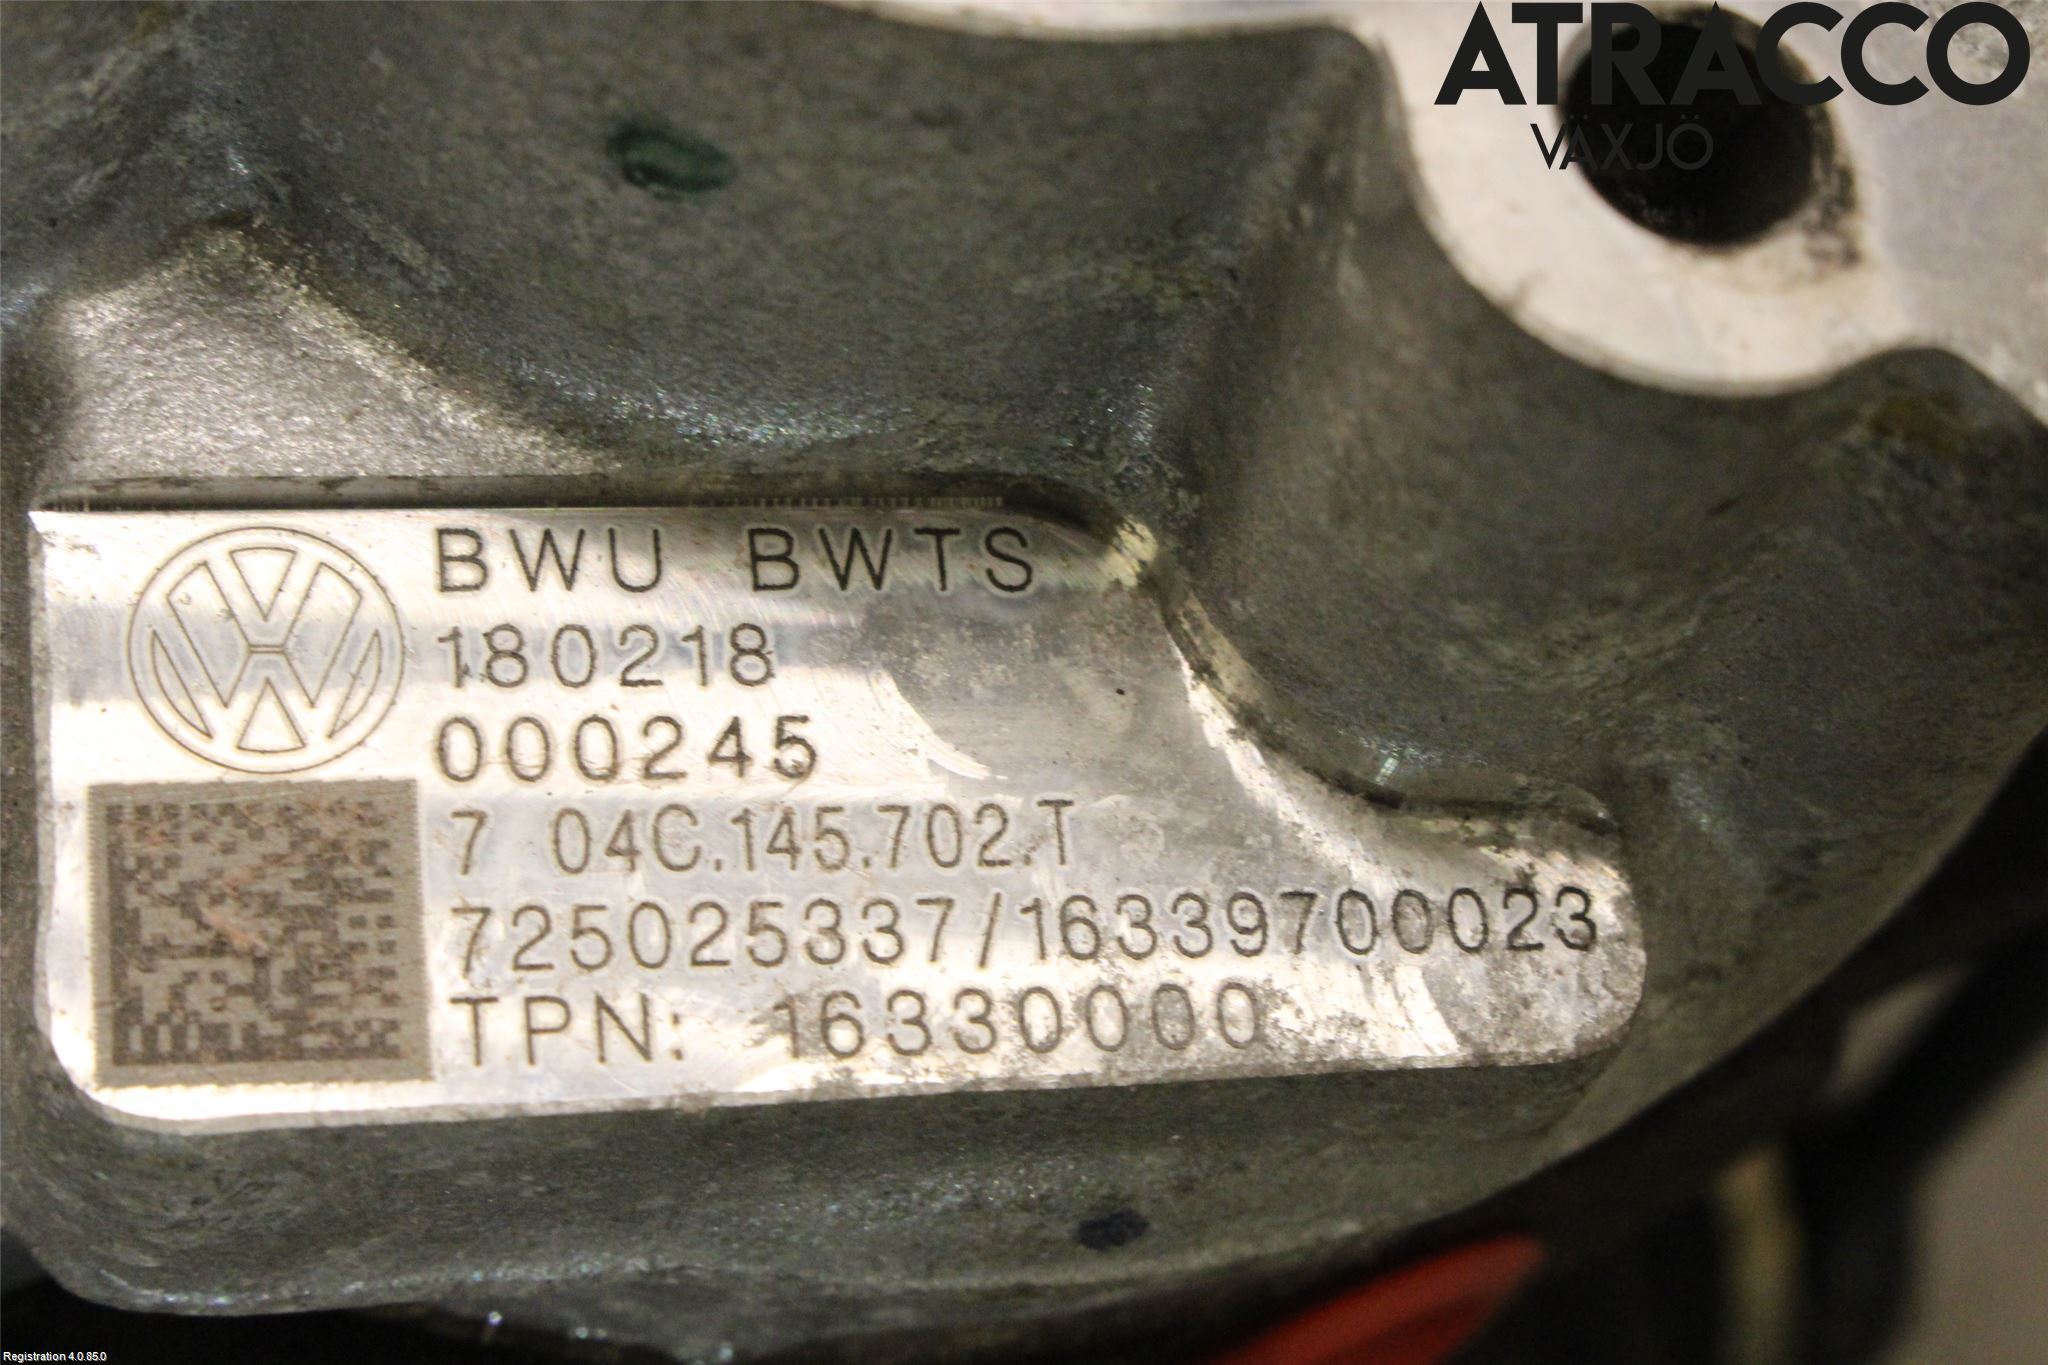 ATRACCO
VÄXJÖ
BWU BWTS
180218
000245
7 04C.145.702.T
725025337/16339700023
TPN: 16330000
Registration 4.0.85.0